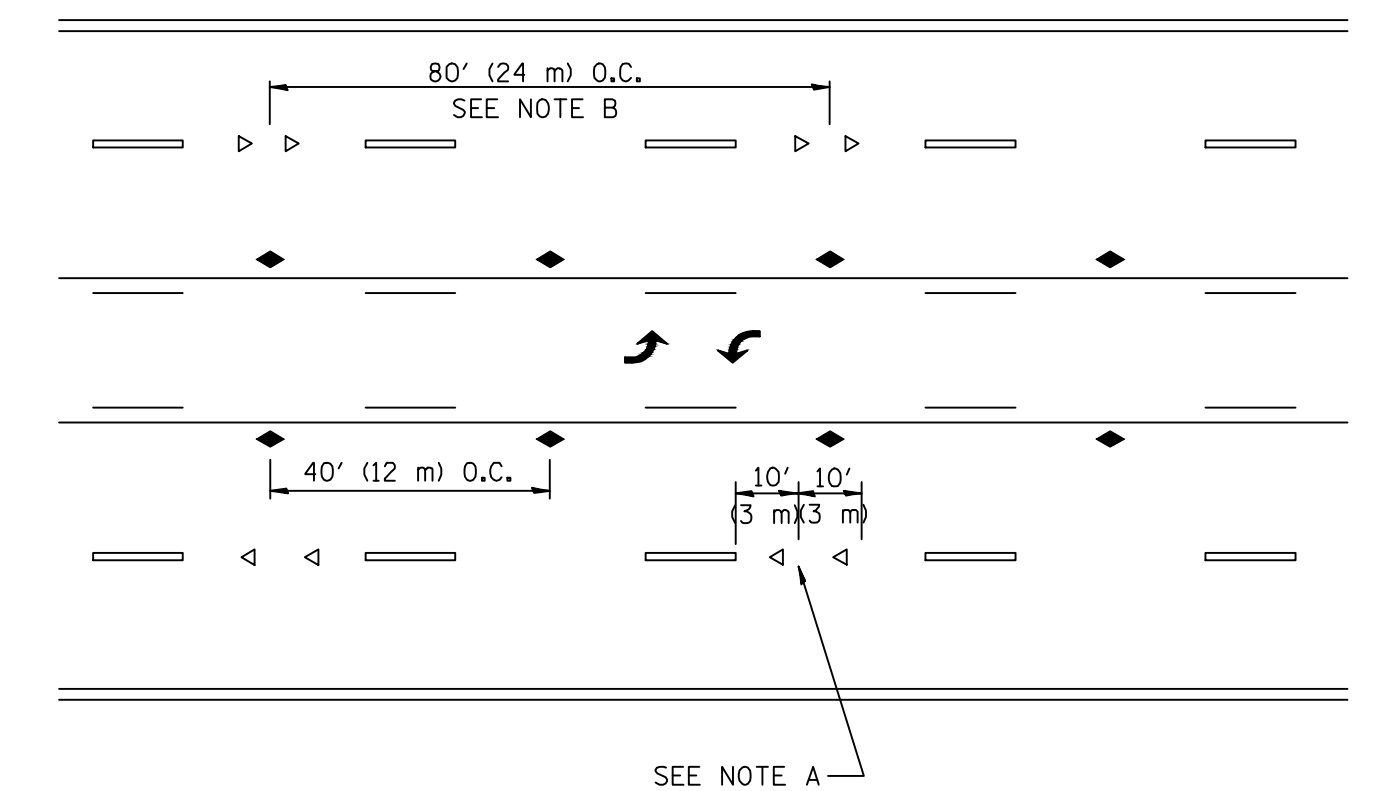 80' (24 m) O.C.
SEE NOTE B
40' (12 m) O.C.
10' 10'
(3 m) (3 m)
SEE NOTE A